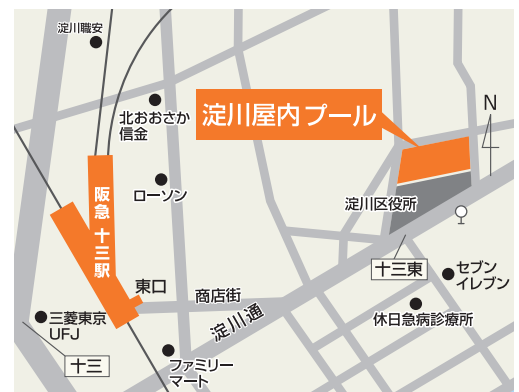 淀川職安
北おおさか
信金
淀川屋内プール
N
ローソン
淀川区役所
阪急 十三駅
東口
商店街
淀川通
十三東
セブン
イレブン
三菱東京
UFJ
休日急病診療所
十三
ファミリー
マート